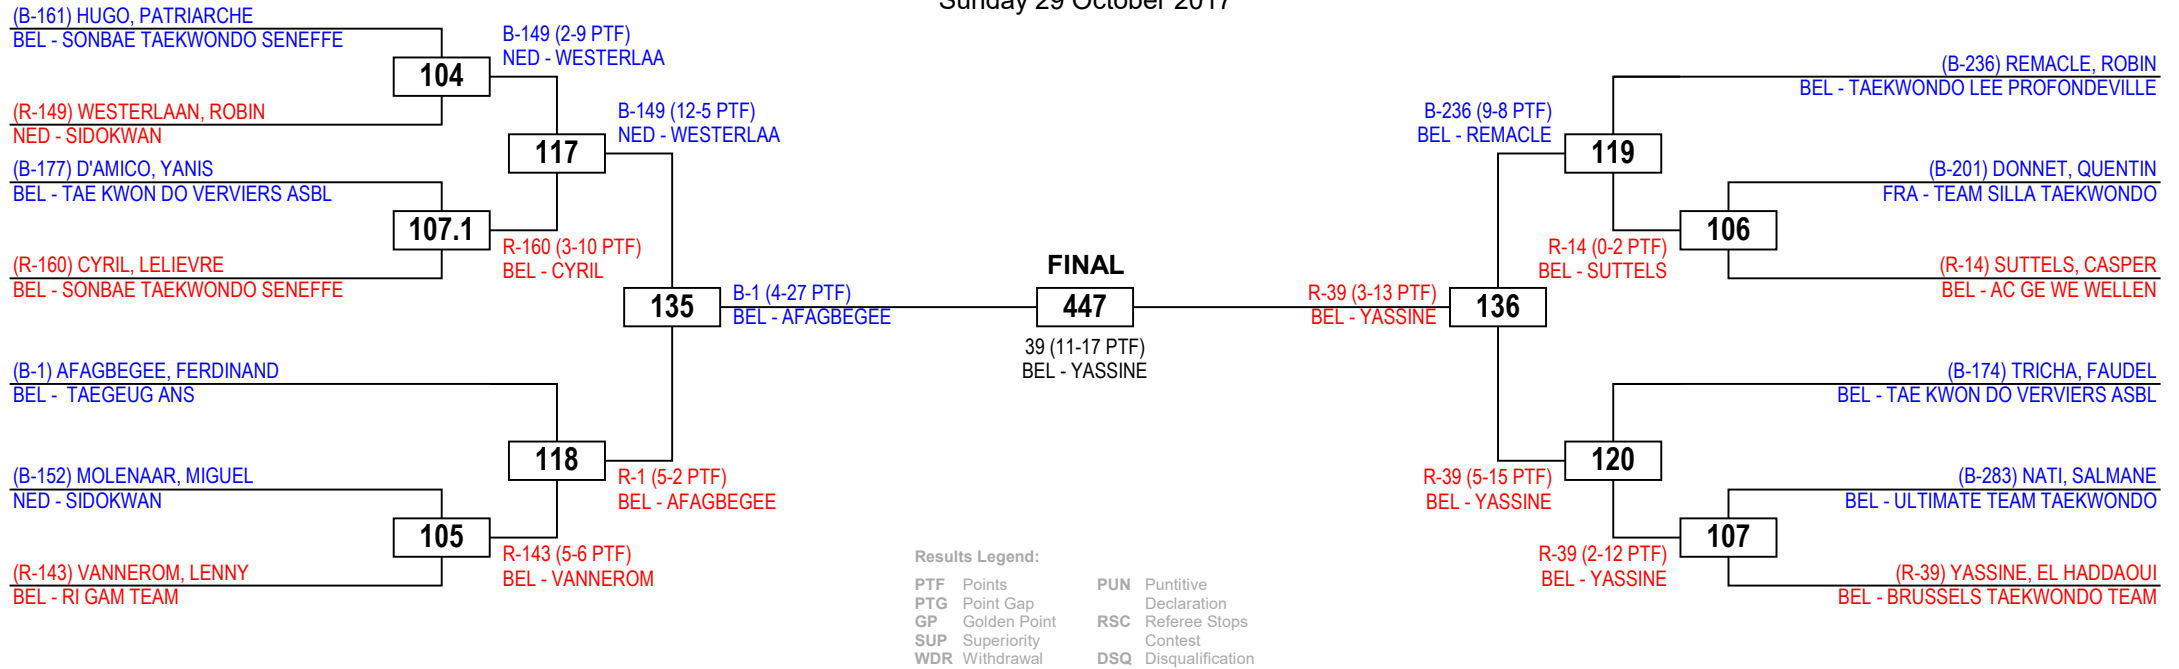 Sunday 29 October 2017
(B-161) HUGO, PATRIARCHE
BEL - SONBAE TAEKWONDO SENEFFE
104
B-149 (2-9 PTF)
NED - WESTERLAA
(R-149) WESTERLAAN, ROBIN
NED - SIDOKWAN
117
B-149 (12-5 PTF)
NED - WESTERLAA
(B-177) D'AMICO, YANIS
BEL - TAE KWON DO VERVIERS ASBL
107.1
R-160 (3-10 PTF)
BEL - CYRIL
(R-160) CYRIL, LELIEVRE
BEL - SONBAE TAEKWONDO SENEFFE
135
B-1 (4-27 PTF)
BEL - AFAGBEGEE
(B-1) AFAGBEGEE, FERDINAND
BEL - TAEGEUG ANS
118
R-1 (5-2 PTF)
BEL - AFAGBEGEE
(B-152) MOLENAAR, MIGUEL
NED - SIDOKWAN
105
R-143 (5-6 PTF)
BEL - VANNEROM
(R-143) VANNEROM, LENNY
BEL - RI GAM TEAM
FINAL
447
39 (11-17 PTF)
BEL - YASSINE
(B-236) REMACLE, ROBIN
BEL - TAEKWONDO LEE PROFONDEVILLE
B-236 (9-8 PTF)
BEL - REMACLE
119
(B-201) DONNET, QUENTIN
FRA - TEAM SILLA TAEKWONDO
106
R-14 (0-2 PTF)
BEL - SUTTELS
(R-14) SUTTELS, CASPER
BEL - AC GE WE WELLEN
R-39 (3-13 PTF)
BEL - YASSINE
136
(B-174) TRICHA, FAUDEL
BEL - TAE KWON DO VERVIERS ASBL
120
R-39 (5-15 PTF)
BEL - YASSINE
(B-283) NATI, SALMANE
BEL - ULTIMATE TEAM TAEKWONDO
107
R-39 (2-12 PTF)
BEL - YASSINE
(R-39) YASSINE, EL HADDAOUI
BEL - BRUSSELS TAEKWONDO TEAM
Results Legend:
PTF Points
PTG Point Gap
GP Golden Point
SUP Superiority
WDR Withdrawal
PUN Puntitive
Declaration
RSC Referee Stops
Contest
DSQ Disqualification